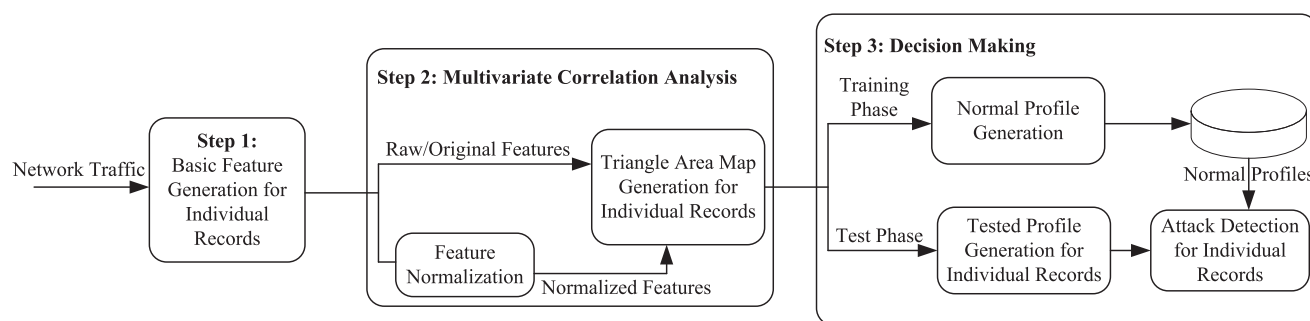 Network Traffic
Step 1:
Basic Feature
Generation for
Individual
Records
Step 2: Multivariate Correlation Analysis
Raw/Original Features
Feature
Normalization
Normalized Features
Triangle Area Map
Generation for
Individual Records
Step 3: Decision Making
Training
Phase
Normal Profile
Generation
Normal Profiles
Test Phase
Tested Profile
Generation for
Individual Records
Attack Detection
for Individual
Records